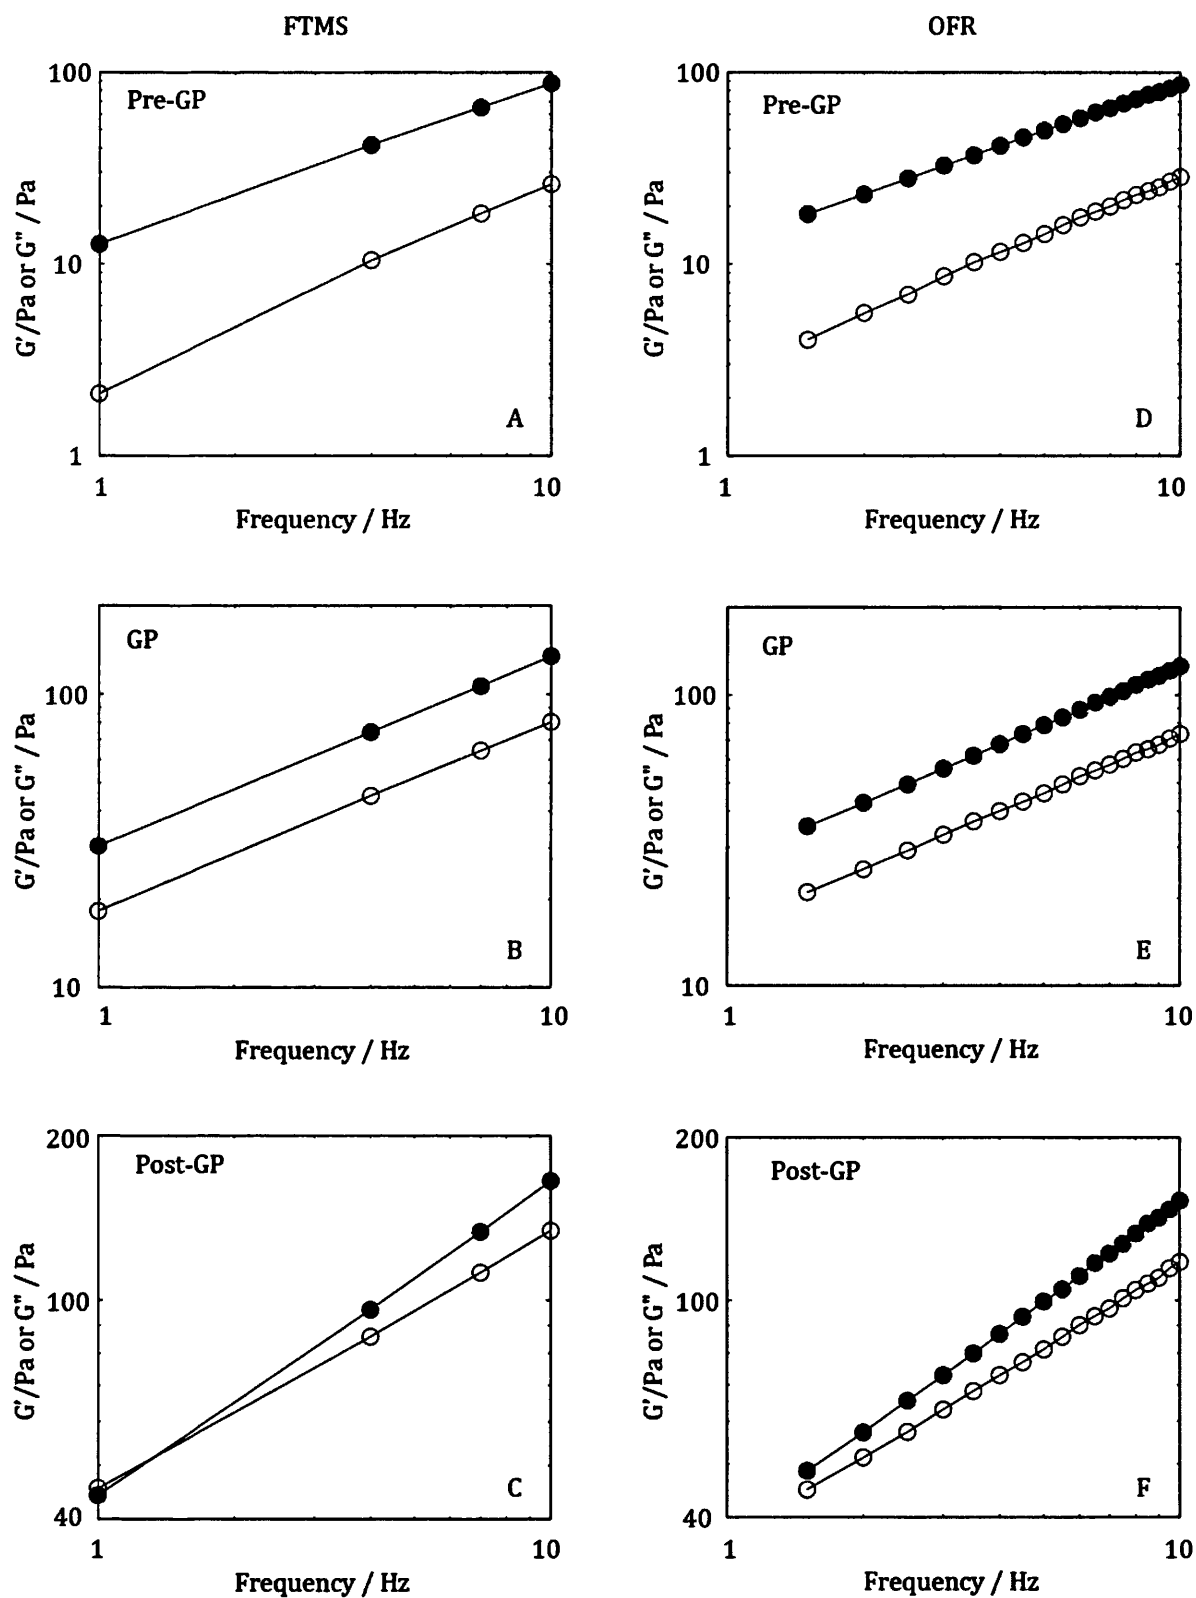 FTMS
OFR
100
Pre-GP
10
1
G'/Pa or G" / Pa
A
1
10
Frequency / Hz
100
Pre-GP
10
1
G'/Pa or G" / Pa
D
1
10
Frequency / Hz
GP
100
10
G'/Pa or G" / Pa
B
1
10
Frequency / Hz
GP
100
10
G'/Pa or G" / Pa
E
1
10
Frequency / Hz
200
Post-GP
100
40
G'/Pa or G" / Pa
C
1
10
Frequency / Hz
200
Post-GP
100
40
G'/Pa or G" / Pa
F
1
10
Frequency / Hz